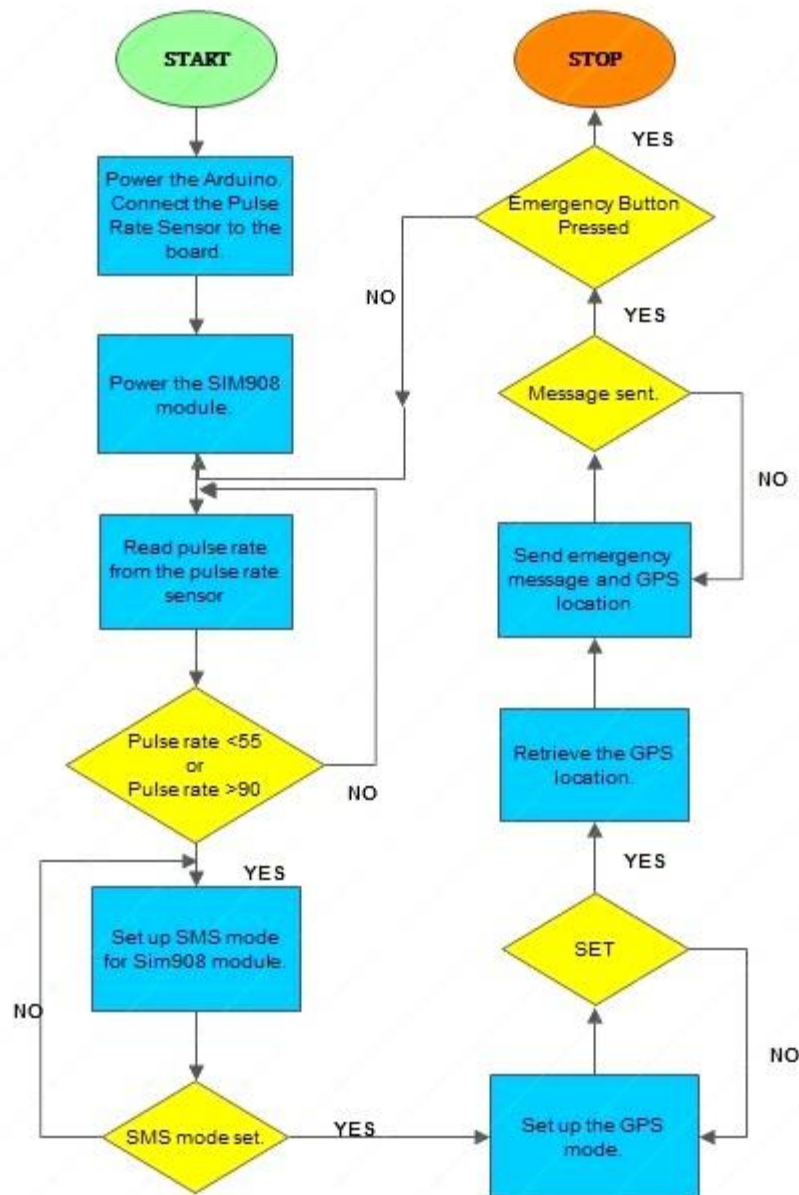 START
Power the Arduino.
Connect the Pulse
Rate Sensor to the
board.
Power the SIM908
module.
Read pulse rate
from the pulse rate
sensor
Pulse rate <55
or
Pulse rate >90
NO
YES
Set up SMS mode
for Sim908 module.
NO
SMS mode set.
YES
Set up the GPS
mode.
NO
SET
YES
Retrieve the GPS
location.
Send emergency
message and GPS
location
NO
Message sent.
YES
Emergency Button
Pressed
NO
YES
STOP